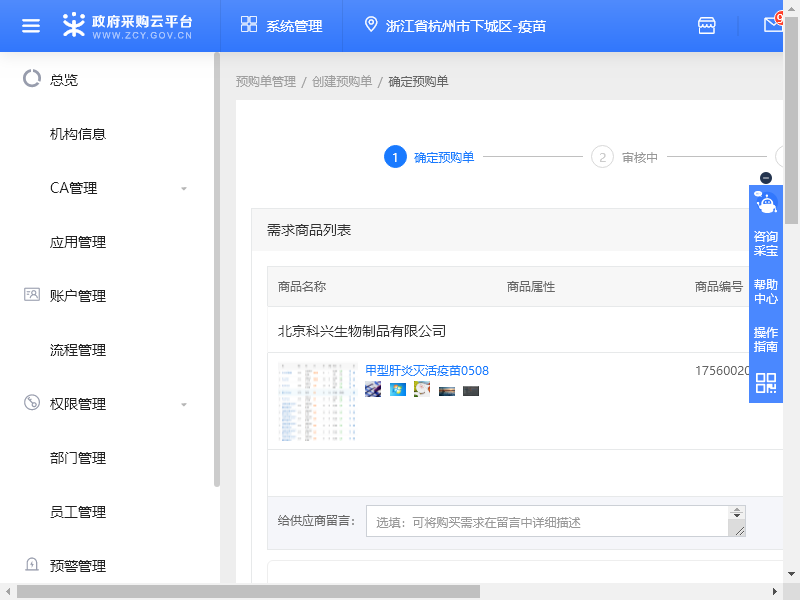 政府采购云平台
WWW.ZCY.GOV.CN
系统管理
浙江省杭州市下城区-疫苗
总览
机构信息
CA管理
应用管理
账户管理
流程管理
权限管理
部门管理
员工管理
预警管理
预购单管理 / 创建预购单 / 确定预购单
1 确定预购单
2 审核中
需求商品列表
商品名称 商品属性 商品编号
北京科兴生物制品有限公司
甲型肝炎灭活疫苗0508
17560020
给供应商留言：
选填：可将购买需求在留言中详细描述
咨询
采宝
帮助
中心
操作
指南